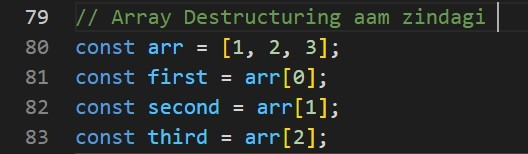 79 // Array Destructuring aam zindagi
80 const arr = [1, 2, 3];
81 const first = arr[0];
82 const second = arr[1];
83 const third = arr[2];